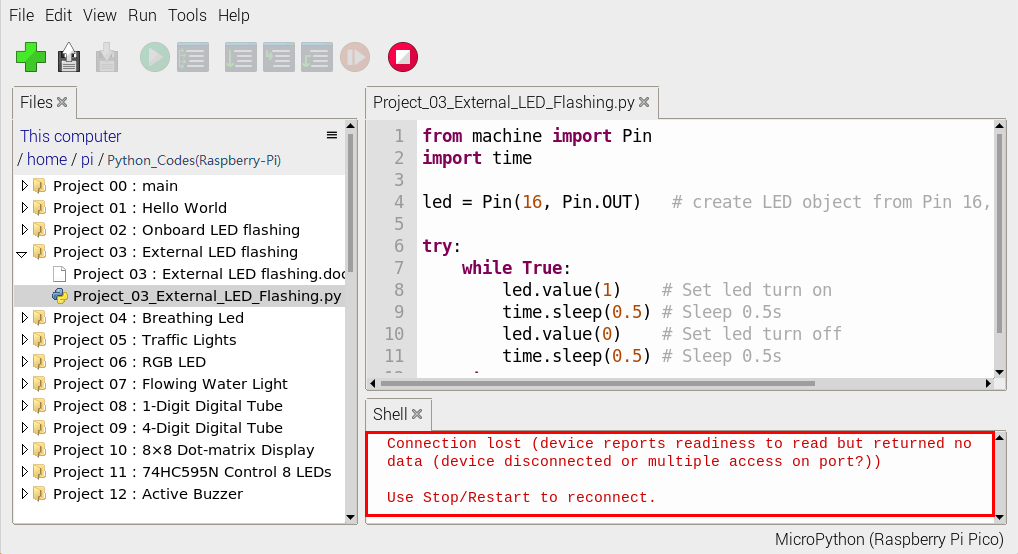 File Edit View Run Tools Help
Files
This computer
/ home / pi / Python_Codes(Raspberry-Pi)
Project 00 : main
Project 01 : Hello World
Project 02 : Onboard LED flashing
Project 03 : External LED flashing
Project 03 : External LED flashing.doc
Project_03_External_LED_Flashing.py
Project 04 : Breathing Led
Project 05 : Traffic Lights
Project 06 : RGB LED
Project 07 : Flowing Water Light
Project 08 : 1-Digit Digital Tube
Project 09 : 4-Digit Digital Tube
Project 10 : 8×8 Dot-matrix Display
Project 11 : 74HC595N Control 8 LEDs
Project 12 : Active Buzzer
Project_03_External_LED_Flashing.py
1 from machine import Pin
2 import time
3
4 led = Pin(16, Pin.OUT)   # create LED object from Pin 16,
5
6 try:
7     while True:
8         led.value(1)    # Set led turn on
9         time.sleep(0.5) # Sleep 0.5s
10         led.value(0)    # Set led turn off
11         time.sleep(0.5) # Sleep 0.5s
Shell
Connection lost (device reports readiness to read but returned no
data (device disconnected or multiple access on port?))
Use Stop/Restart to reconnect.
MicroPython (Raspberry Pi Pico)